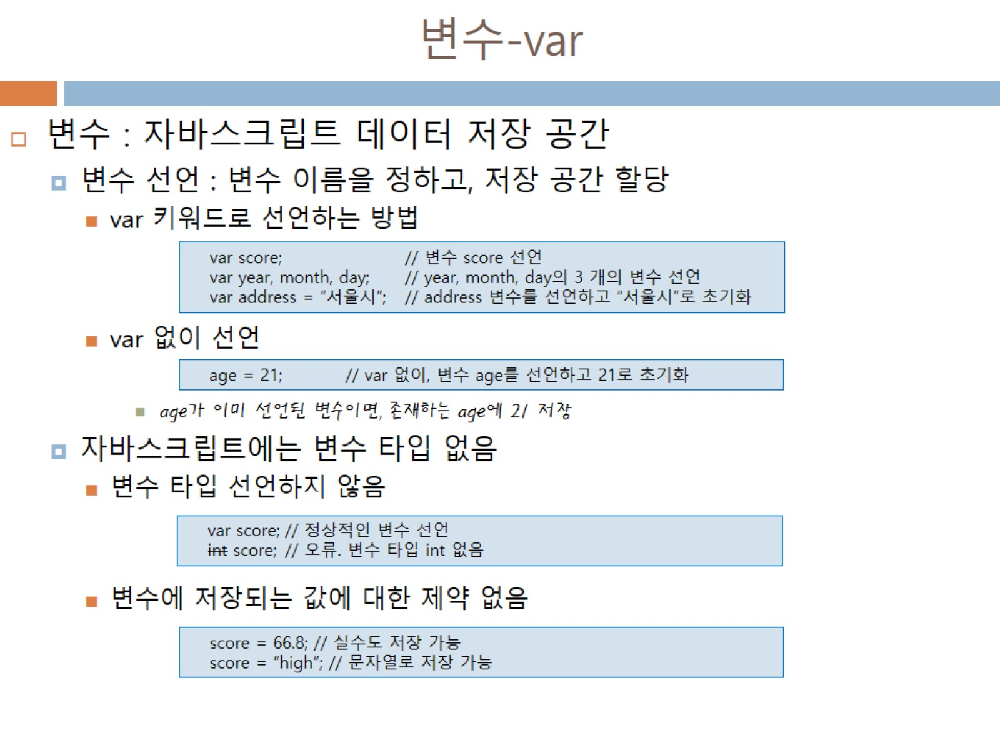 변수-var
변수 : 자바스크립트 데이터 저장 공간
변수 선언 : 변수 이름을 정하고, 저장 공간 할당
var 키워드로 선언하는 방법
var score; // 변수 score 선언
var year, month, day; // year, month, day의 3 개의 변수 선언
var address = “서울시”; // address 변수를 선언하고 “서울시”로 초기화
var 없이 선언
age = 21; // var 없이, 변수 age를 선언하고 21로 초기화
age가 이미 선언된 변수이면, 존재하는 age에 21 저장
자바스크립트에는 변수 타입 없음
변수 타입 선언하지 않음
var score; // 정상적인 변수 선언
int score; // 오류. 변수 타입 int 없음
변수에 저장되는 값에 대한 제약 없음
score = 66.8; // 실수도 저장 가능
score = “high”; // 문자열로 저장 가능